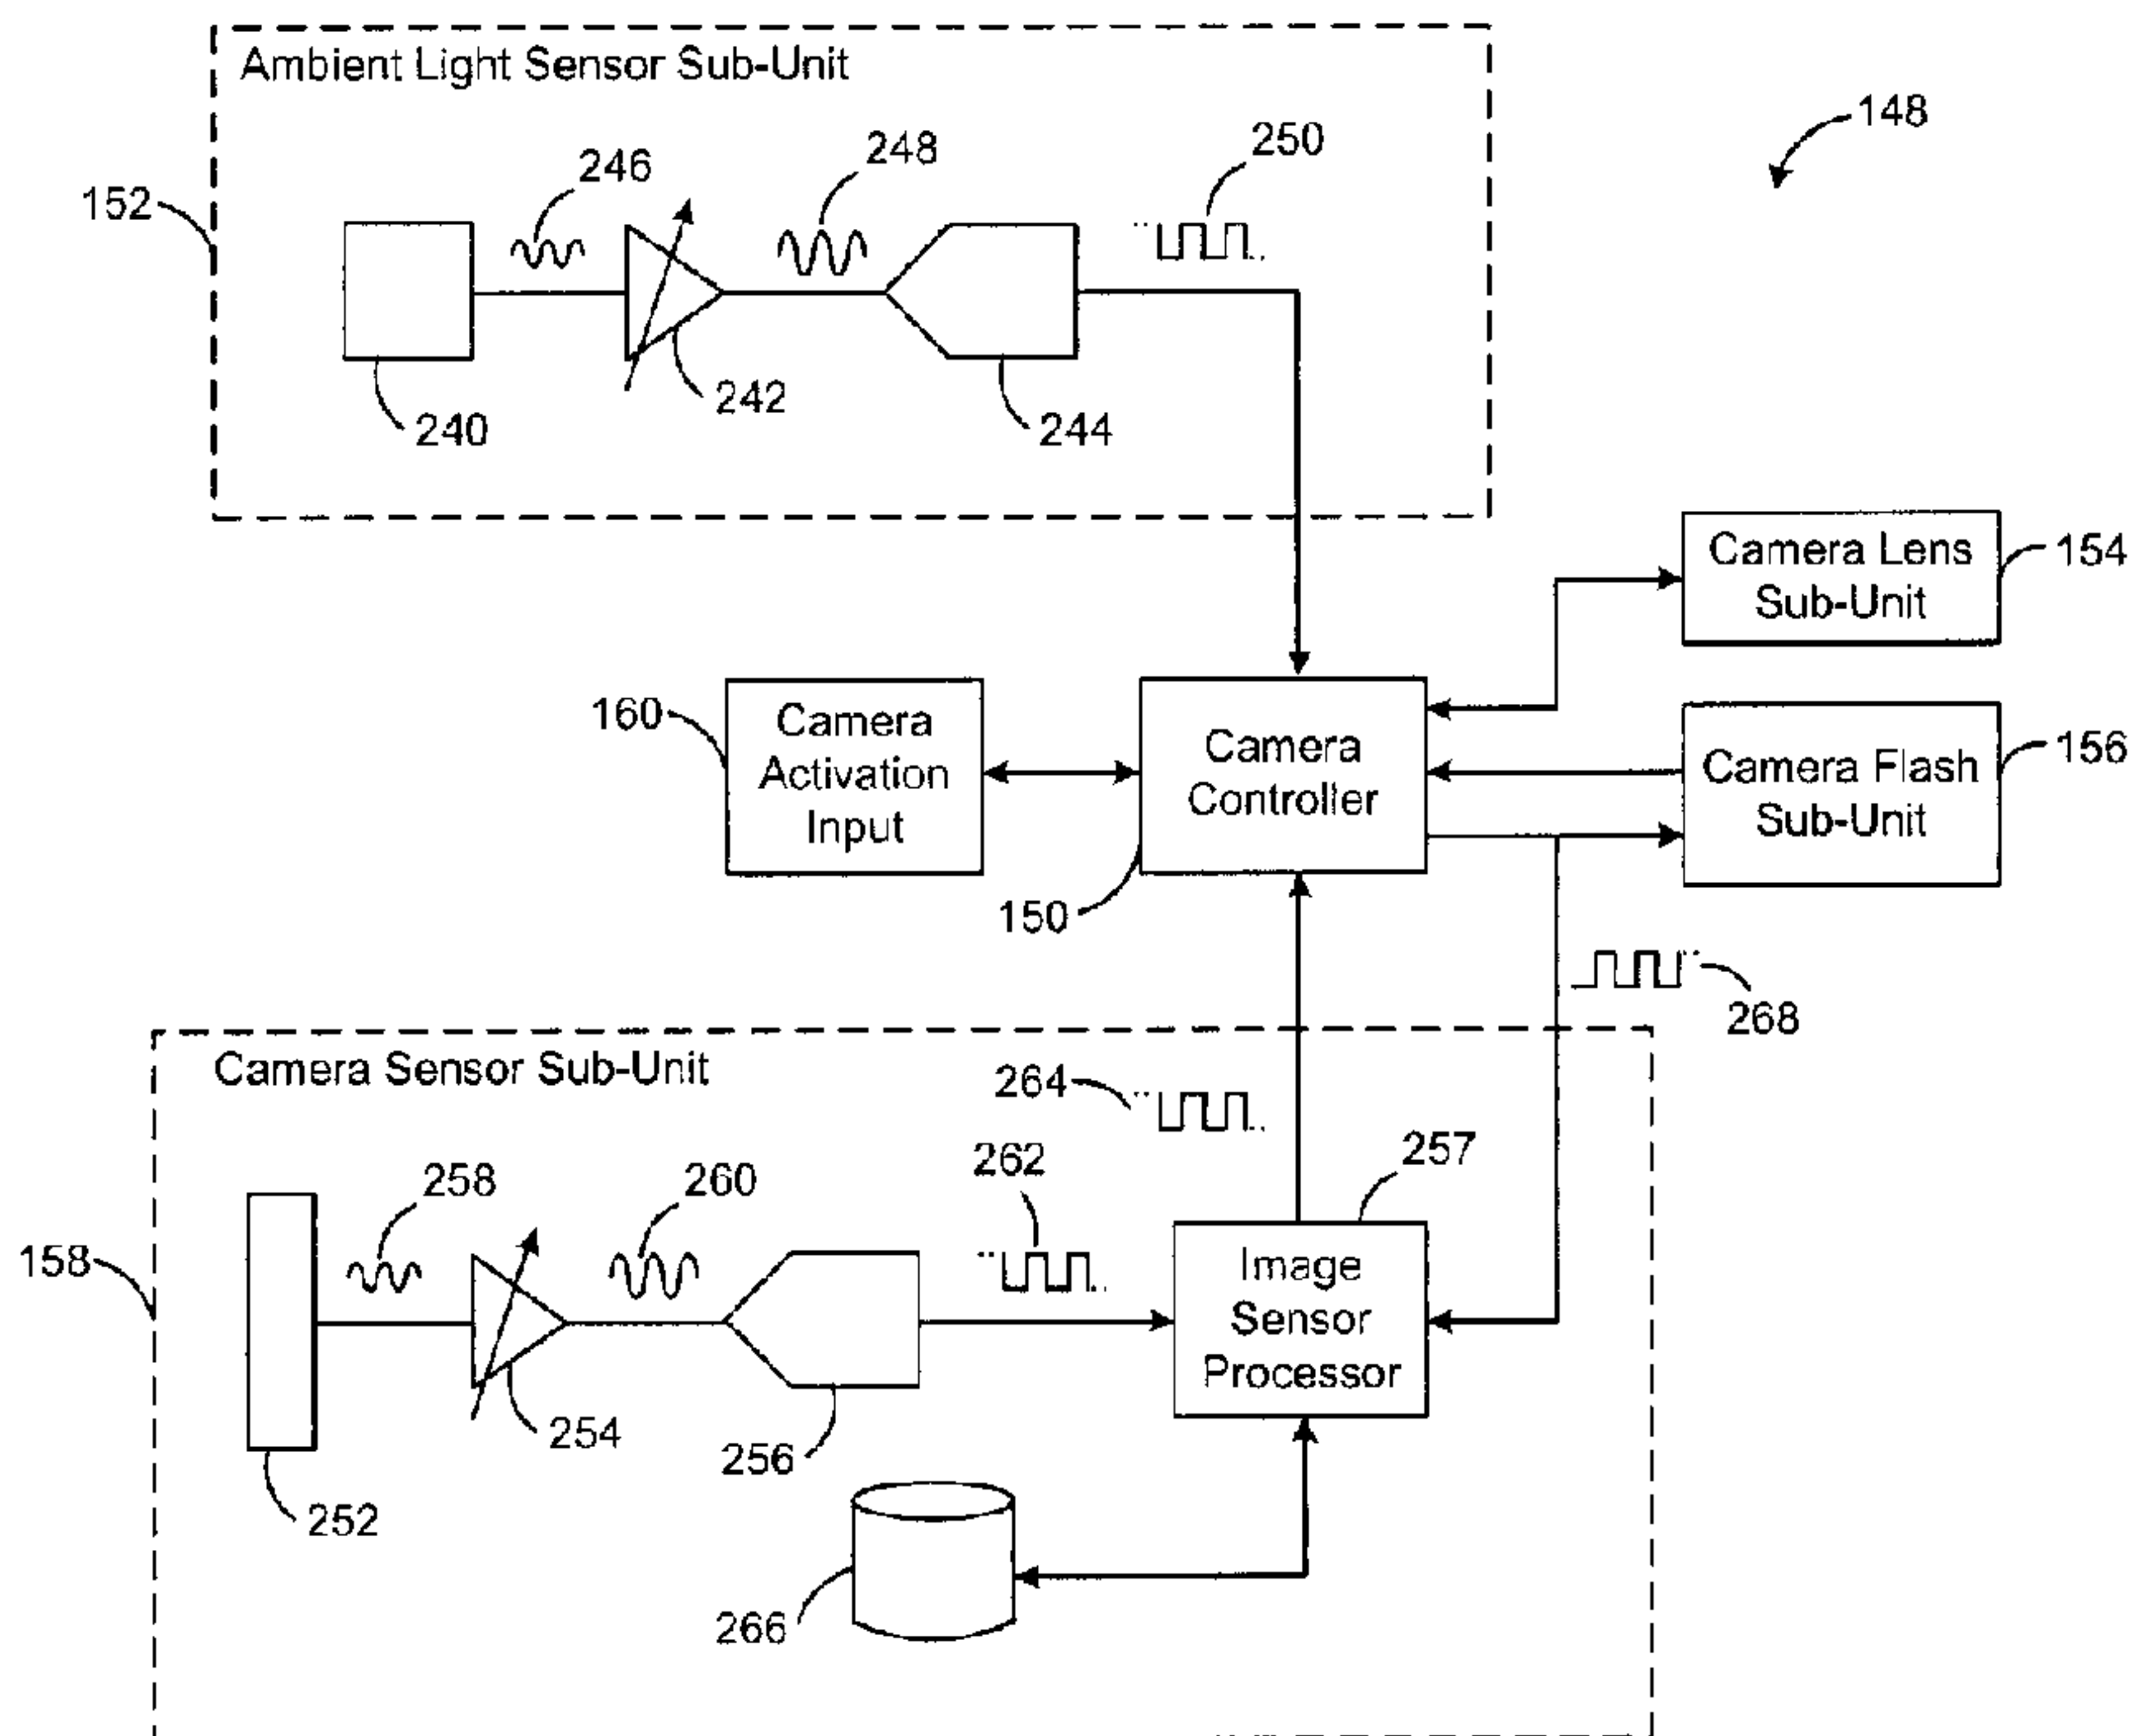 Ambient Light Sensor Sub-Unit
148
250
248
246
152
242
240
244
Camera Lens
Sub-Unit
154
160
Camera
Activation
Input
Camera
Controller
Camera Flash
Sub-Unit
156
150
268
Camera Sensor Sub-Unit
264
257
262
258
260
158
Image
Sensor
Processor
254
256
252
266